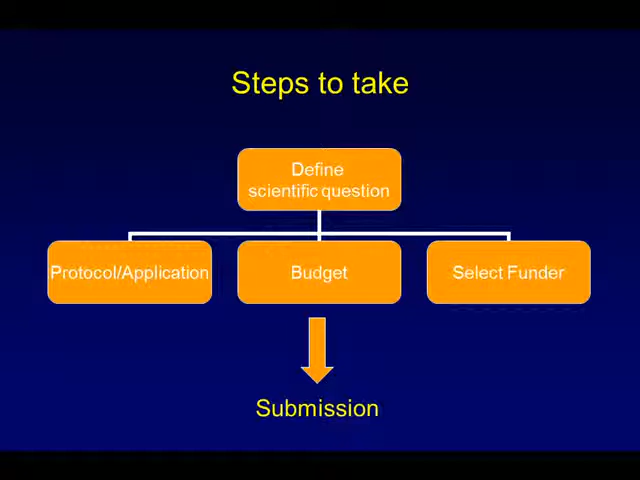 Steps to take
Define
scientific question
Protocol/Application
Budget
Select Funder
Submission